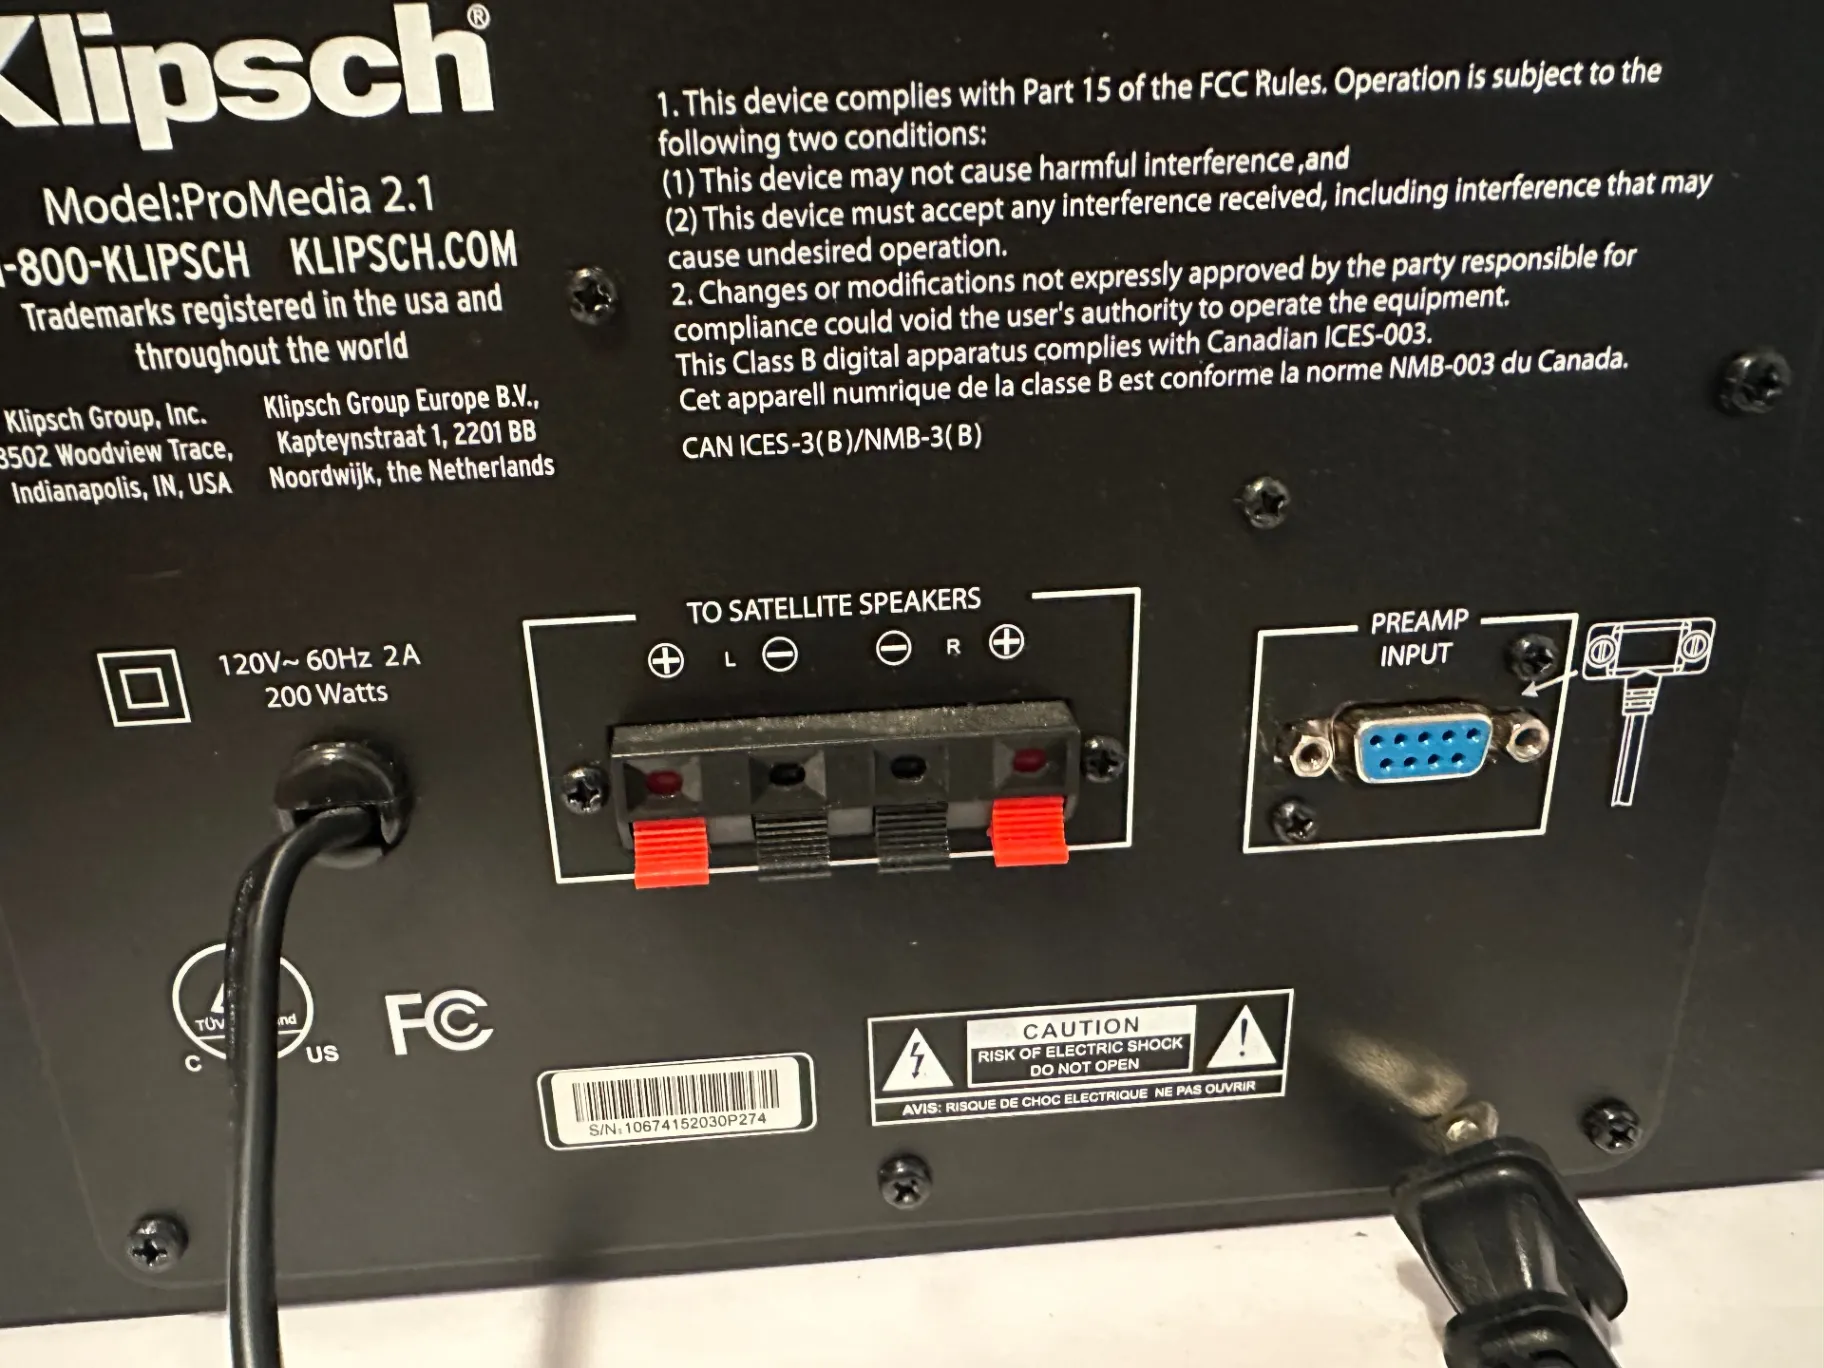 Klipsch®
Model:ProMedia 2.1
-800-KLIPSCH KLIPSCH.COM
Trademarks registered in the usa and
throughout the world
Klipsch Group, Inc.
3502 Woodview Trace,
Indianapolis, IN, USA
Klipsch Group Europe B.V.,
Kapteynstraat 1, 2201 BB
Noordwijk, the Netherlands
1. This device complies with Part 15 of the FCC Rules. Operation is subject to the
following two conditions:
(1) This device may not cause harmful interference,and
(2) This device must accept any interference received, including interference that may
cause undesired operation.
2. Changes or modifications not expressly approved by the party responsible for
compliance could void the user's authority to operate the equipment.
This Class B digital apparatus complies with Canadian ICES-003.
Cet apparell numrique de la classe B est conforme la norme NMB-003 du Canada.
CAN ICES-3(B)/NMB-3(B)
120V~ 60Hz 2A
200 Watts
TO SATELLITE SPEAKERS
+ L − − R +
PREAMP
INPUT
TÜV
C US
FC
S/N:10674152030P274
CAUTION
RISK OF ELECTRIC SHOCK
DO NOT OPEN
AVIS: RISQUE DE CHOC ELECTRIQUE NE PAS OUVRIR